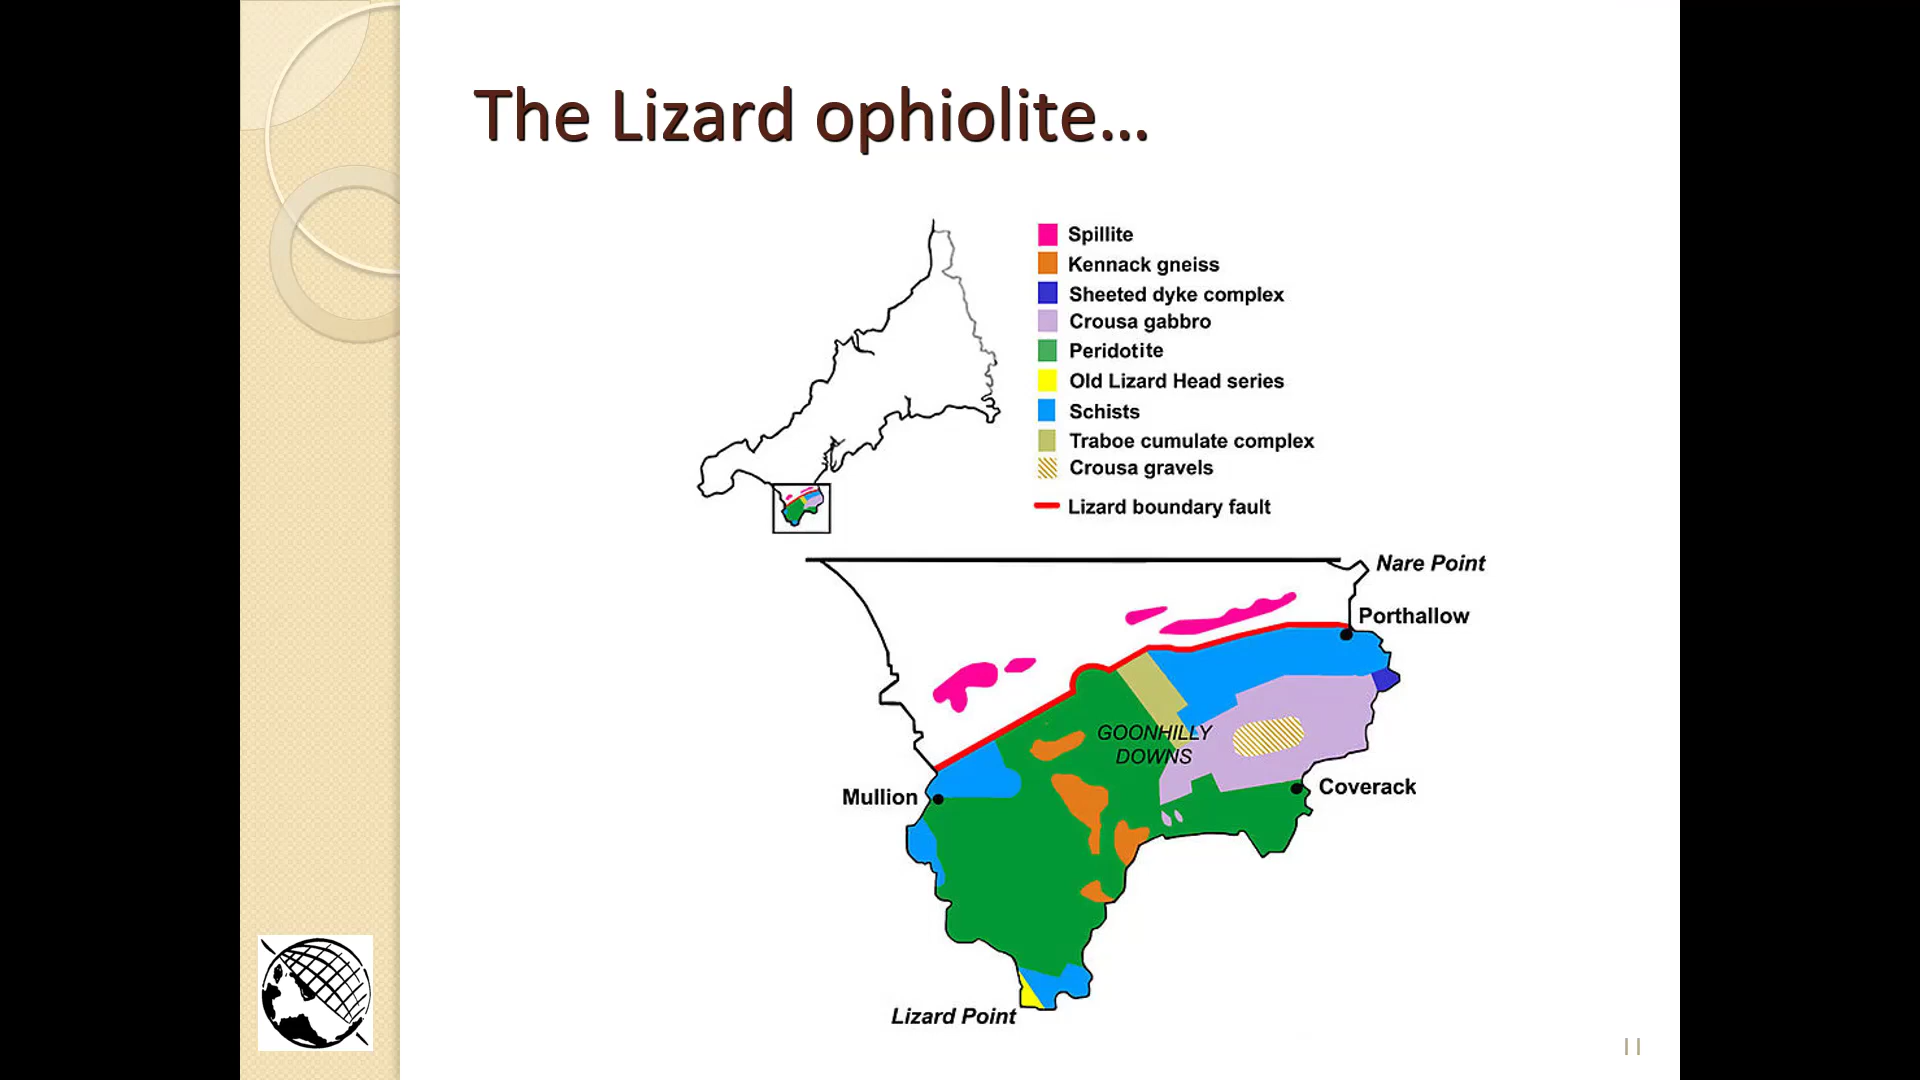 The Lizard ophiolite...
Spillite
Kennack gneiss
Sheeted dyke complex
Crousa gabbro
Peridotite
Old Lizard Head series
Schists
Traboe cumulate complex
Crousa gravels
Lizard boundary fault
Nare Point
Porthallow
GOONHILLY
DOWNS
Mullion
Coverack
Lizard Point
11